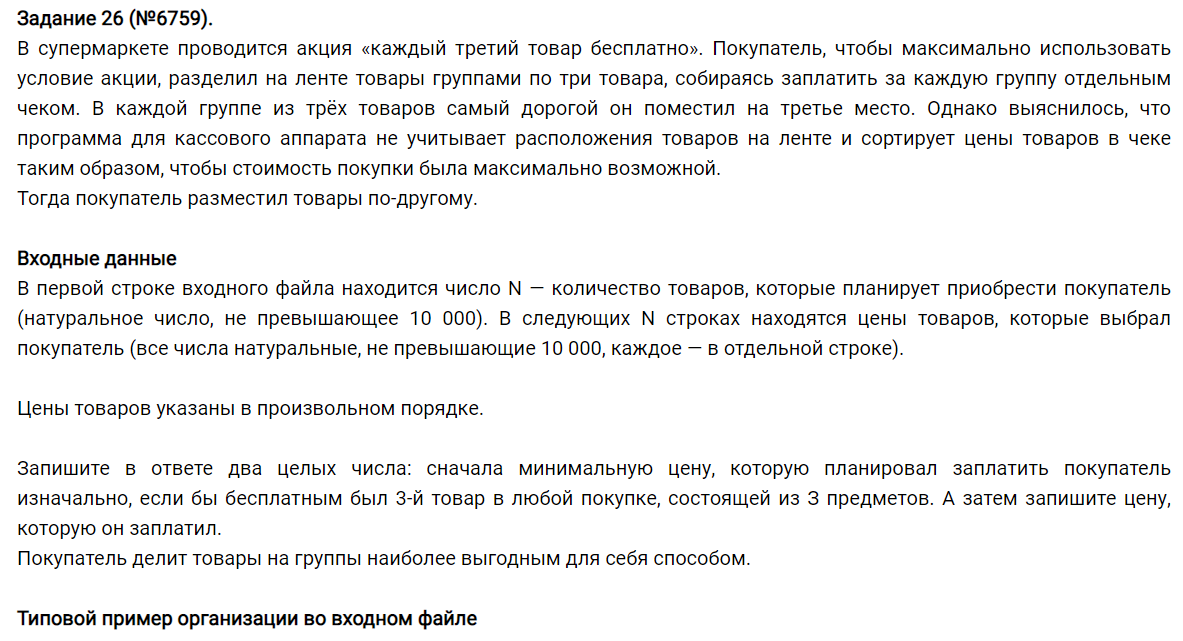 Задание 26 (№6759).
В супермаркете проводится акция «каждый третий товар бесплатно». Покупатель, чтобы максимально использовать
условие акции, разделил на ленте товары группами по три товара, собираясь заплатить за каждую группу отдельным
чеком. В каждой группе из трёх товаров самый дорогой он поместил на третье место. Однако выяснилось, что
программа для кассового аппарата не учитывает расположения товаров на ленте и сортирует цены товаров в чеке
таким образом, чтобы стоимость покупки была максимально возможной.
Тогда покупатель разместил товары по-другому.
Входные данные
В первой строке входного файла находится число N — количество товаров, которые планирует приобрести покупатель
(натуральное число, не превышающее 10 000). В следующих N строках находятся цены товаров, которые выбрал
покупатель (все числа натуральные, не превышающие 10 000, каждое — в отдельной строке).
Цены товаров указаны в произвольном порядке.
Запишите в ответе два целых числа: сначала минимальную цену, которую планировал заплатить покупатель
изначально, если бы бесплатным был 3-й товар в любой покупке, состоящей из 3 предметов. А затем запишите цену,
которую он заплатил.
Покупатель делит товары на группы наиболее выгодным для себя способом.
Типовой пример организации во входном файле